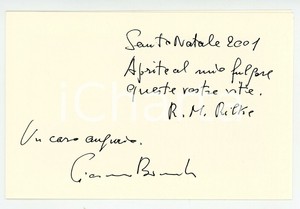 Santo Natale 2001
Aprite al mio fulgore
queste vostre vite.
R. M. Rilke
Un caro augurio.